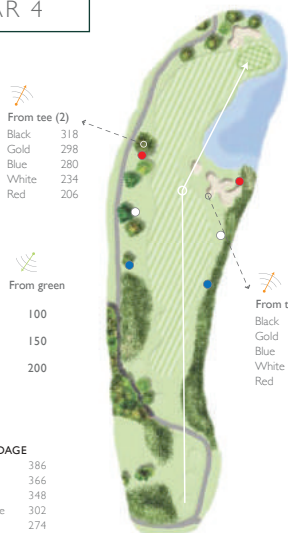 AR 4
From tee (2)
Black 318
Gold 298
Blue 280
White 234
Red 206
From green
100
150
200
From t
Black
Gold
Blue
White
Red
DAGE
386
366
348
e 302
274